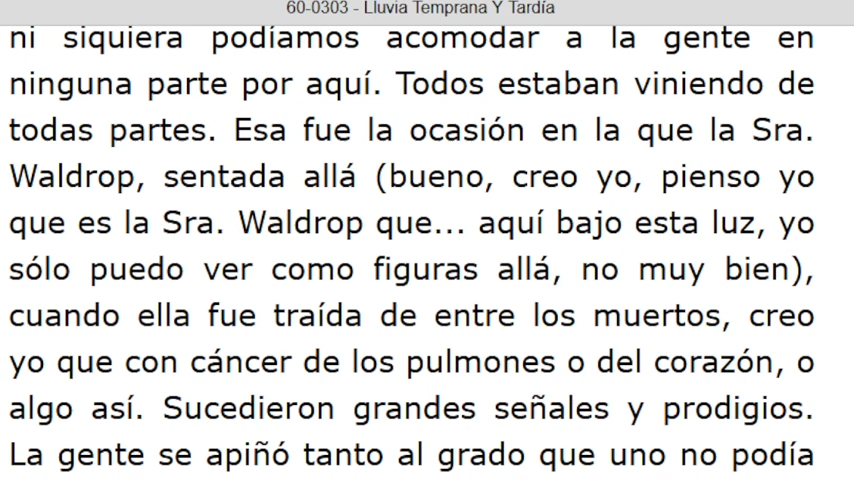 60-0303 - Lluvia Temprana Y Tardía
ni siquiera podíamos acomodar a la gente en
ninguna parte por aquí. Todos estaban viniendo de
todas partes. Esa fue la ocasión en la que la Sra.
Waldrop, sentada allá (bueno, creo yo, pienso yo
que es la Sra. Waldrop que... aquí bajo esta luz, yo
sólo puedo ver como figuras allá, no muy bien),
cuando ella fue traída de entre los muertos, creo
yo que con cáncer de los pulmones o del corazón, o
algo así. Sucedieron grandes señales y prodigios.
La gente se apiñó tanto al grado que uno no podía